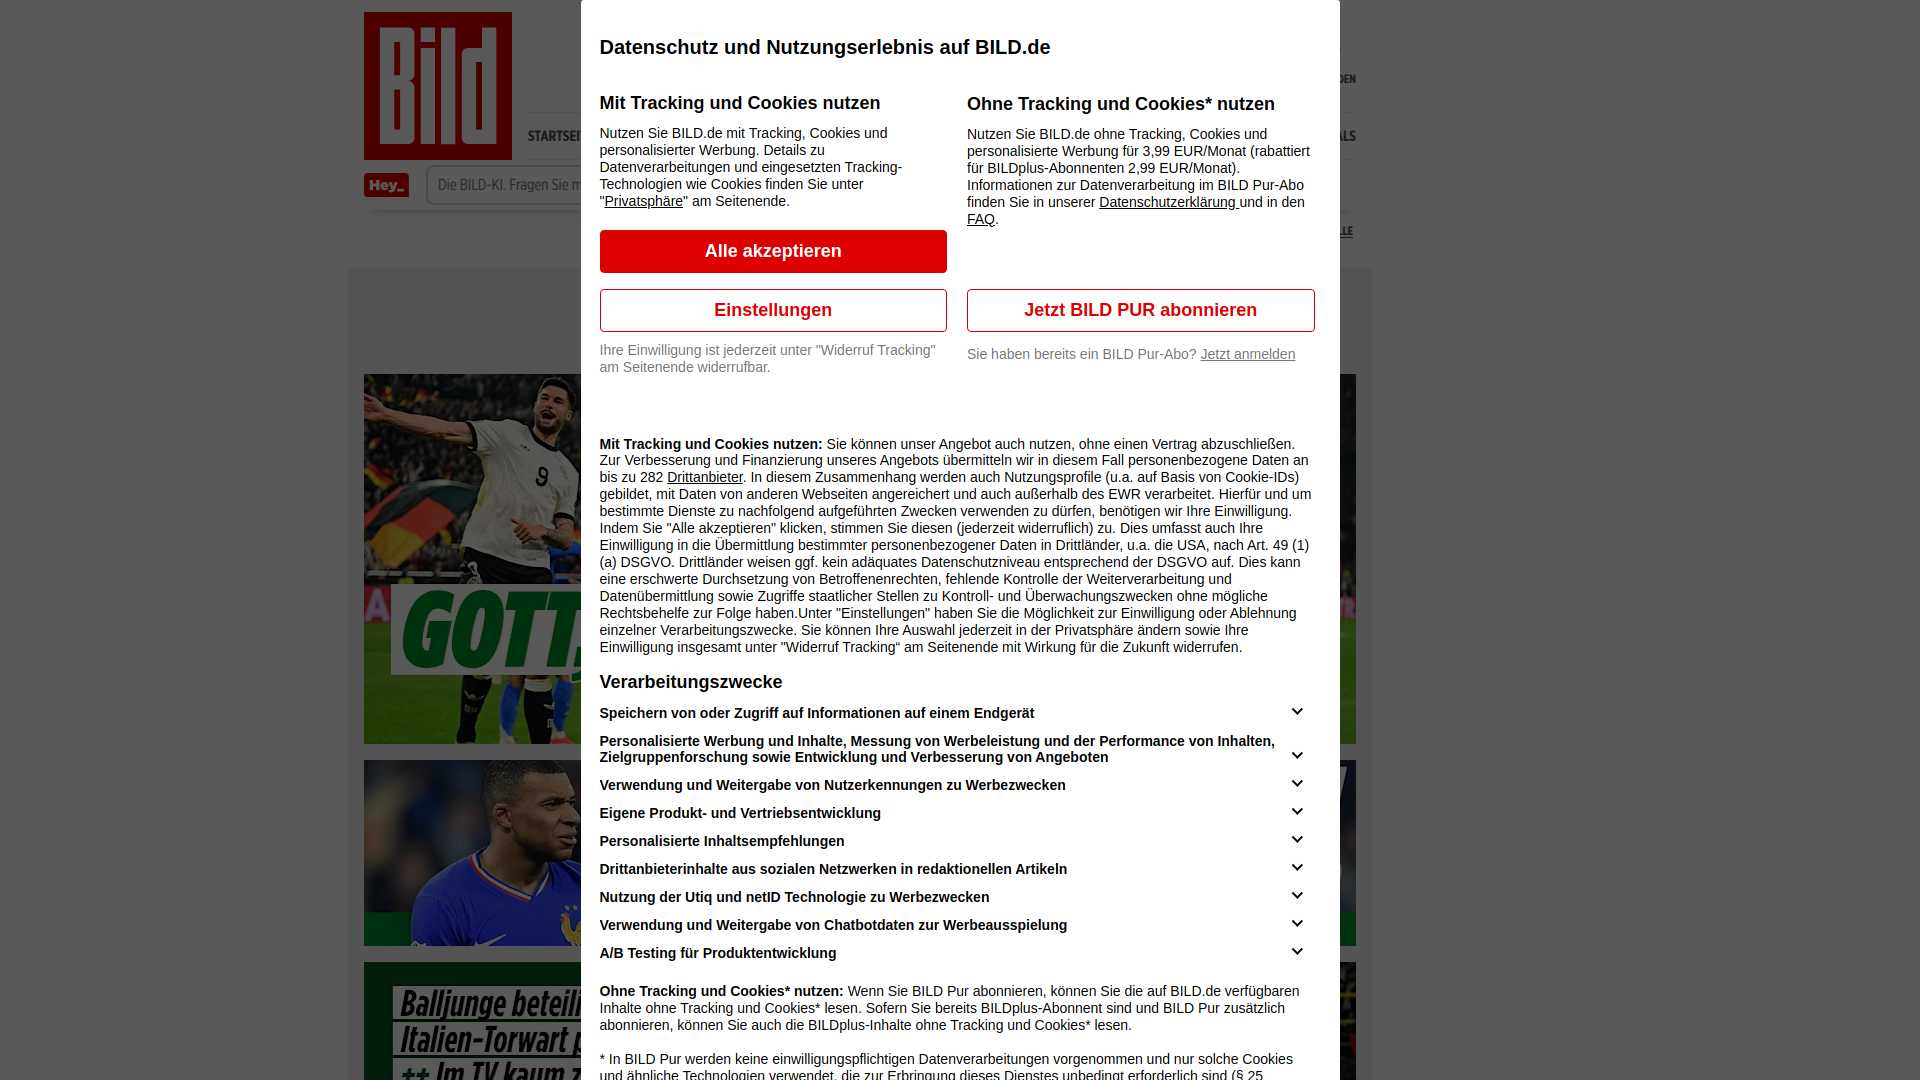 Bild
DEN
STARTSEI
ALS
Hey_
Die BILD-KI. Fragen Sie m
LLE
Datenschutz und Nutzungserlebnis auf BILD.de
Mit Tracking und Cookies nutzen
Nutzen Sie BILD.de mit Tracking, Cookies und
personalisierter Werbung. Details zu
Datenverarbeitungen und eingesetzten Tracking-
Technologien wie Cookies finden Sie unter
"Privatsphäre" am Seitenende.
Alle akzeptieren
Einstellungen
Ihre Einwilligung ist jederzeit unter "Widerruf Tracking"
am Seitenende widerrufbar.
Ohne Tracking und Cookies* nutzen
Nutzen Sie BILD.de ohne Tracking, Cookies und
personalisierte Werbung für 3,99 EUR/Monat (rabattiert
für BILDplus-Abonnenten 2,99 EUR/Monat).
Informationen zur Datenverarbeitung im BILD Pur-Abo
finden Sie in unserer Datenschutzerklärung und in den
FAQ.
Jetzt BILD PUR abonnieren
Sie haben bereits ein BILD Pur-Abo? Jetzt anmelden
Mit Tracking und Cookies nutzen: Sie können unser Angebot auch nutzen, ohne einen Vertrag abzuschließen.
Zur Verbesserung und Finanzierung unseres Angebots übermitteln wir in diesem Fall personenbezogene Daten an
bis zu 282 Drittanbieter. In diesem Zusammenhang werden auch Nutzungsprofile (u.a. auf Basis von Cookie-IDs)
gebildet, mit Daten von anderen Webseiten angereichert und auch außerhalb des EWR verarbeitet. Hierfür und um
bestimmte Dienste zu nachfolgend aufgeführten Zwecken verwenden zu dürfen, benötigen wir Ihre Einwilligung.
Indem Sie "Alle akzeptieren" klicken, stimmen Sie diesen (jederzeit widerruflich) zu. Dies umfasst auch Ihre
Einwilligung in die Übermittlung bestimmter personenbezogener Daten in Drittländer, u.a. die USA, nach Art. 49 (1)
(a) DSGVO. Drittländer weisen ggf. kein adäquates Datenschutzniveau entsprechend der DSGVO auf. Dies kann
eine erschwerte Durchsetzung von Betroffenenrechten, fehlende Kontrolle der Weiterverarbeitung und
Datenübermittlung sowie Zugriffe staatlicher Stellen zu Kontroll- und Überwachungszwecken ohne mögliche
Rechtsbehelfe zur Folge haben.Unter "Einstellungen" haben Sie die Möglichkeit zur Einwilligung oder Ablehnung
einzelner Verarbeitungszwecke. Sie können Ihre Auswahl jederzeit in der Privatsphäre ändern sowie Ihre
Einwilligung insgesamt unter "Widerruf Tracking“ am Seitenende mit Wirkung für die Zukunft widerrufen.
Verarbeitungszwecke
Speichern von oder Zugriff auf Informationen auf einem Endgerät
Personalisierte Werbung und Inhalte, Messung von Werbeleistung und der Performance von Inhalten,
Zielgruppenforschung sowie Entwicklung und Verbesserung von Angeboten
Verwendung und Weitergabe von Nutzerkennungen zu Werbezwecken
Eigene Produkt- und Vertriebsentwicklung
Personalisierte Inhaltsempfehlungen
Drittanbieterinhalte aus sozialen Netzwerken in redaktionellen Artikeln
Nutzung der Utiq und netID Technologie zu Werbezwecken
Verwendung und Weitergabe von Chatbotdaten zur Werbeausspielung
A/B Testing für Produktentwicklung
Ohne Tracking und Cookies* nutzen: Wenn Sie BILD Pur abonnieren, können Sie die auf BILD.de verfügbaren
Inhalte ohne Tracking und Cookies* lesen. Sofern Sie bereits BILDplus-Abonnent sind und BILD Pur zusätzlich
abonnieren, können Sie auch die BILDplus-Inhalte ohne Tracking und Cookies* lesen.
* In BILD Pur werden keine einwilligungspflichtigen Datenverarbeitungen vorgenommen und nur solche Cookies
und ähnliche Technologien verwendet, die zur Erbringung dieses Dienstes unbedingt erforderlich sind (§ 25
9
GOTT
Balljunge beteili
Italien-Torwart p
++ Im TV kaum z